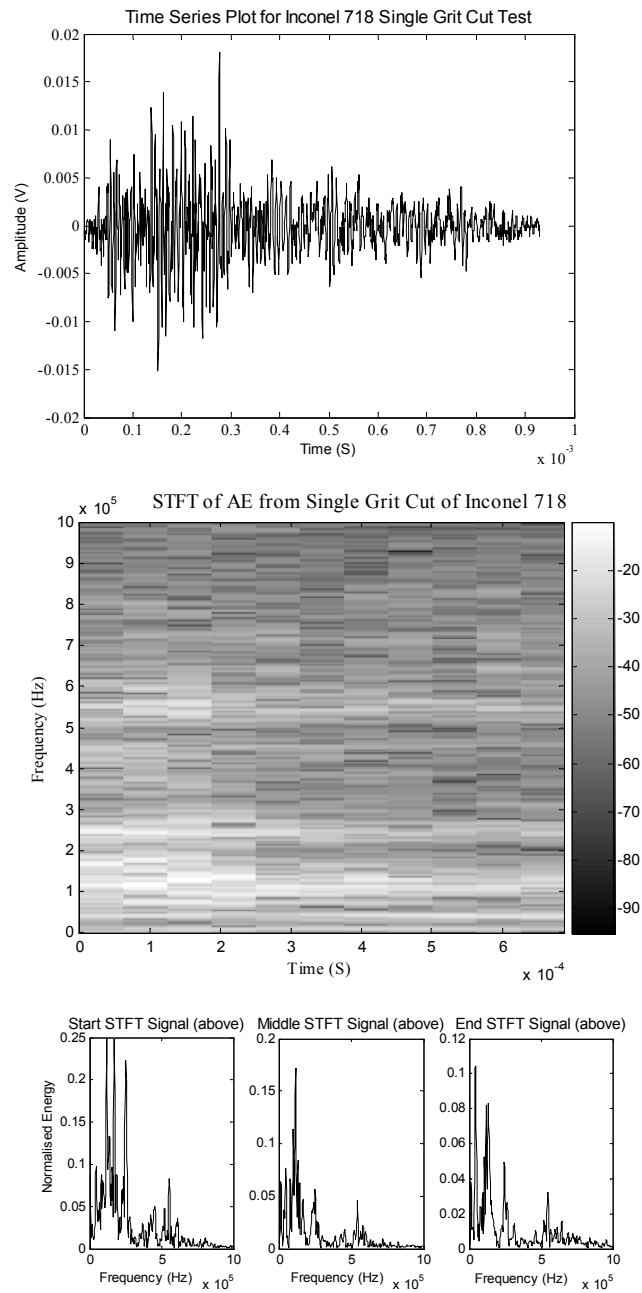 Time Series Plot for Inconel 718 Single Grit Cut Test
0.02
0.015
0.01
0.005
0
-0.005
-0.01
-0.015
-0.02
Amplitude (V)
0 0.1 0.2 0.3 0.4 0.5 0.6 0.7 0.8 0.9 1
Time (S)
x 10⁻³
STFT of AE from Single Grit Cut of Inconel 718
x 10⁵
10
9
8
7
6
5
4
3
2
1
0
Frequency (Hz)
0 1 2 3 4 5 6
Time (S)
x 10⁻⁴
-20
-30
-40
-50
-60
-70
-80
-90
Start STFT Signal (above)
0.25
0.2
0.15
0.1
0.05
0
Normalised Energy
0 5 10
Frequency (Hz)
x 10⁵
Middle STFT Signal (above)
0.2
0.15
0.1
0.05
0
0 5 10
Frequency (Hz)
x 10⁵
End STFT Signal (above)
0.12
0.1
0.08
0.06
0.04
0.02
0
0 5 10
Frequency (Hz)
x 10⁵